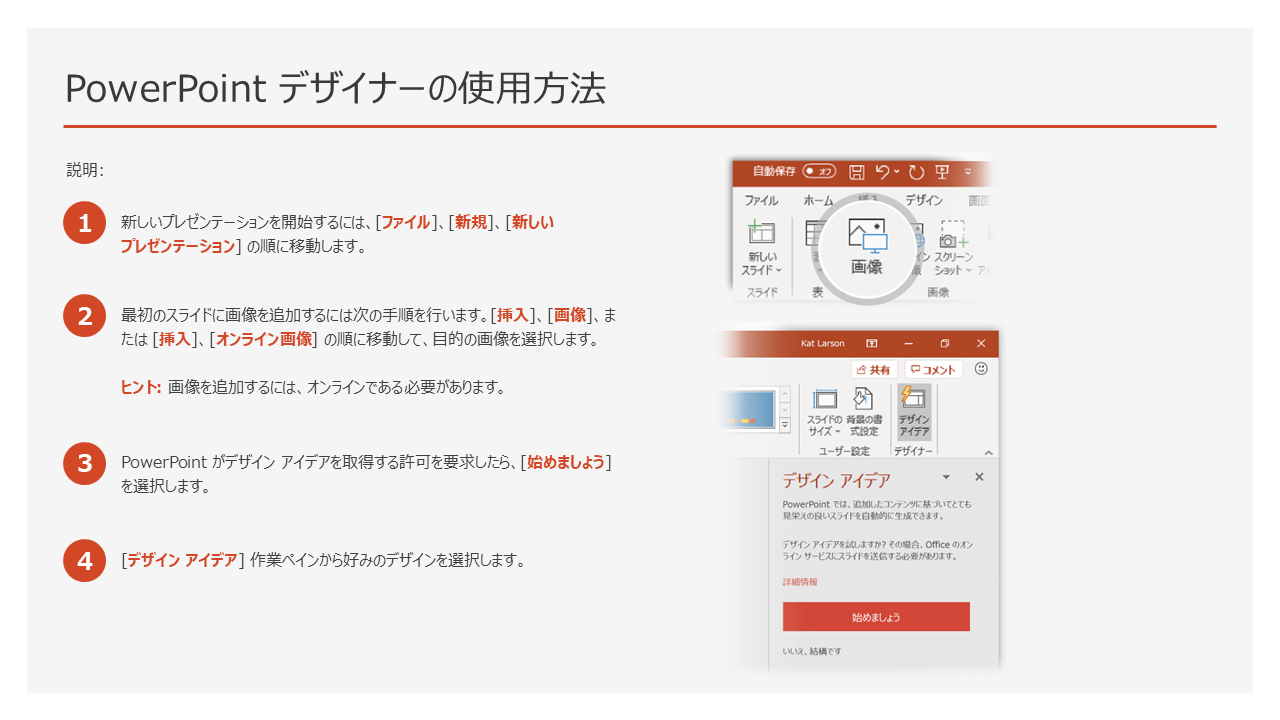 PowerPoint デザイナーの使用方法
説明:
1
新しいプレゼンテーションを開始するには、[ファイル]、[新規]、[新しい
プレゼンテーション] の順に移動します。
2
最初のスライドに画像を追加するには次の手順を行います。[挿入]、[画像]、ま
たは [挿入]、[オンライン画像] の順に移動して、目的の画像を選択します。
ヒント: 画像を追加するには、オンラインである必要があります。
3
PowerPoint がデザイン アイデアを取得する許可を要求したら、[始めましょう]
を選択します。
4
[デザイン アイデア] 作業ペインから好みのデザインを選択します。
自動保存 オフ
ファイル ホーム 挿入 デザイン
新しい
スライド
画像
スクリーン
ショット
スライド 表 画像
Kat Larson
共有 コメント
スライドの
サイズ
背景の書
式設定
デザイン
アイデア
ユーザー設定 デザイナー
デザイン アイデア
PowerPoint では、追加したコンテンツに基づいてとても
見栄えの良いスライドを自動的に生成できます。
デザイン アイデアを試しますか? その場合、Office のオン
ライン サービスにスライドを送信する必要があります。
詳細情報
始めましょう
いいえ、結構です